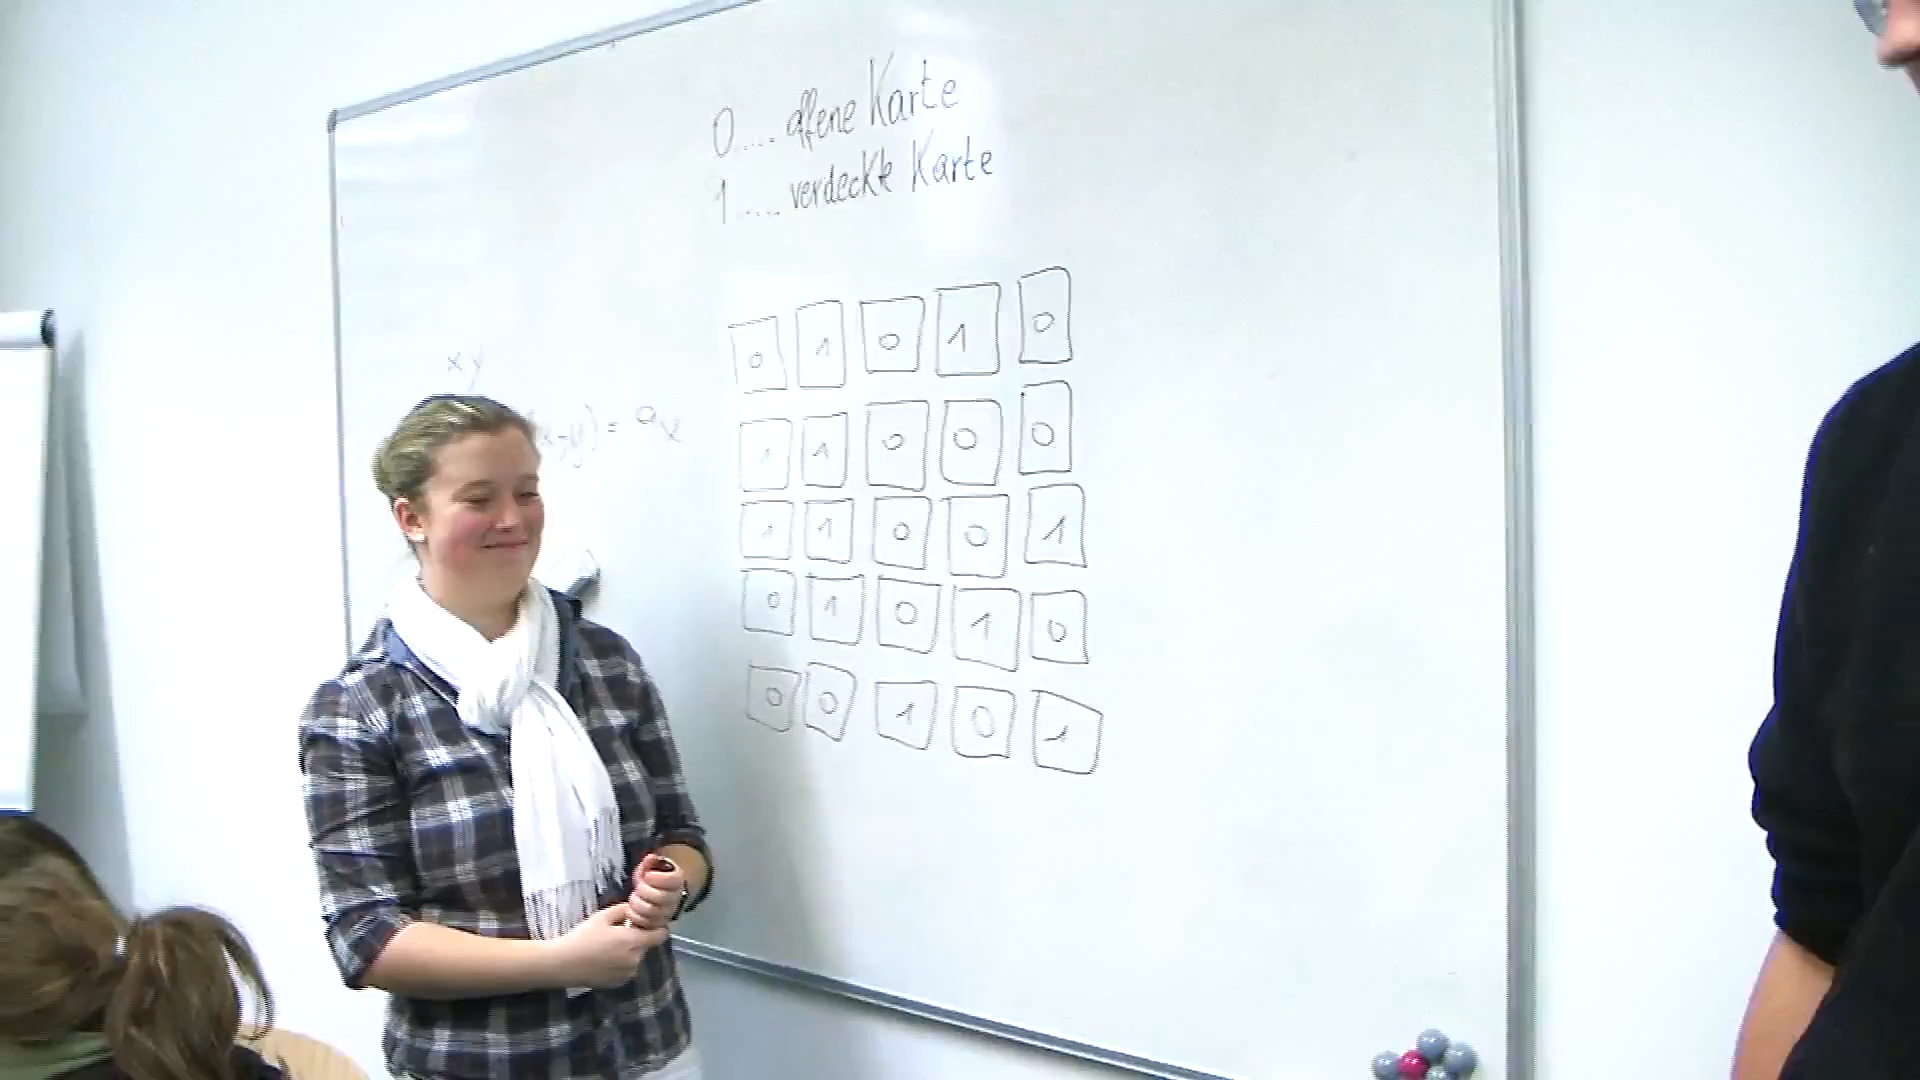 0.... offene Karte
1..... verdeckte Karte
x y
x-y) = 
0 1 0 1 0
1 1 0 0 0
1 1 0 0 1
0 1 0 1 0
0 0 1 0 1